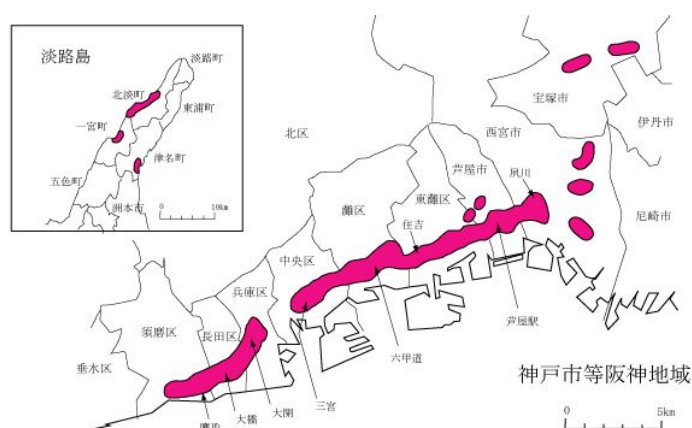 淡路島
淡路町
北淡町
東浦町
一宮町
津名町
五色町
洲本市
10km
宝塚市
伊丹市
北区
西宮市
芦屋市
夙川
東灘区
灘区
住吉
尼崎市
中央区
兵庫区
須磨区
長田区
芦屋駅
垂水区
六甲道
神戸市等阪神地域
三宮
大開
大橋
0
5km